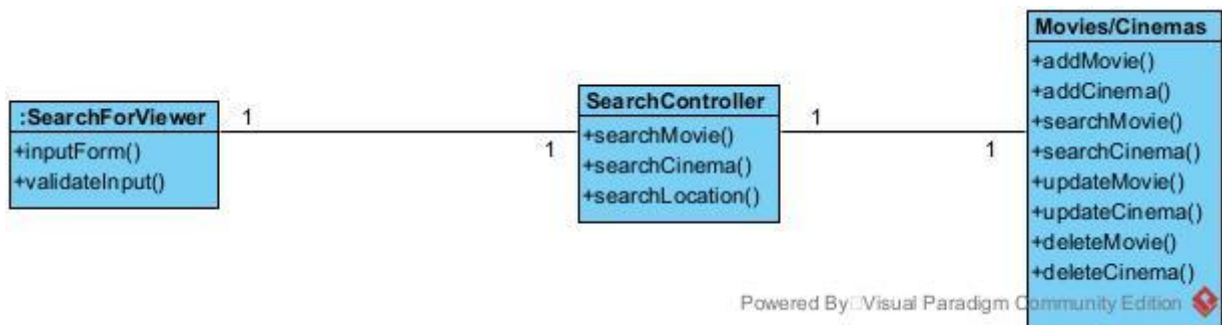 :SearchForViewer
+inputForm()
+validateInput()
1
1
SearchController
+searchMovie()
+searchCinema()
+searchLocation()
1
1
Movies/Cinemas
+addMovie()
+addCinema()
+searchMovie()
+searchCinema()
+updateMovie()
+updateCinema()
+deleteMovie()
+deleteCinema()
Powered By Visual Paradigm Community Edition